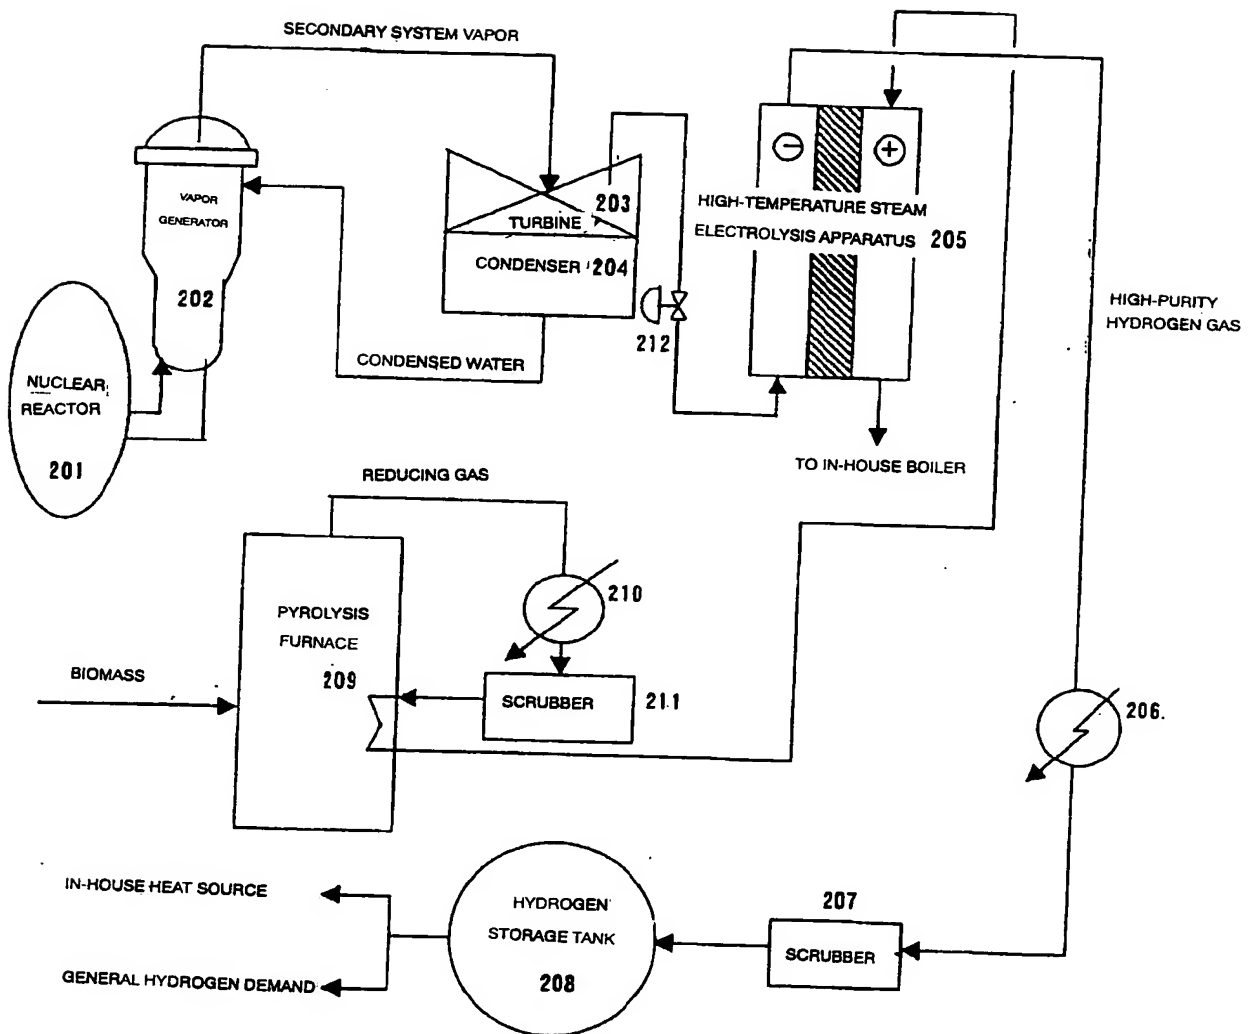 SECONDARY SYSTEM VAPOR
VAPOR
GENERATOR
202
NUCLEAR
REACTOR
201
203
TURBINE
CONDENSER 204
CONDENSED WATER
212
− +
HIGH-TEMPERATURE STEAM
ELECTROLYSIS APPARATUS 205
TO IN-HOUSE BOILER
HIGH-PURITY
HYDROGEN GAS
REDUCING GAS
PYROLYSIS
FURNACE
209
BIOMASS
210
SCRUBBER
211
206.
IN-HOUSE HEAT SOURCE
GENERAL HYDROGEN DEMAND
HYDROGEN
STORAGE TANK
208
207
SCRUBBER